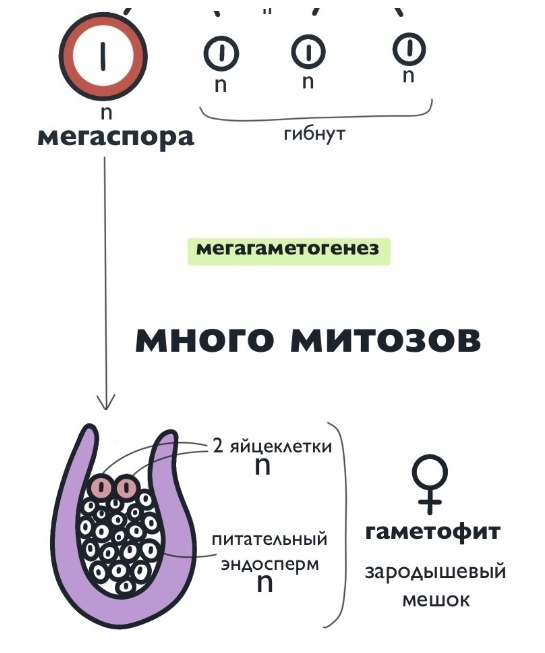 n
n
n
n
n
мегаспора
гибнут
мегагаметогенез
много митозов
2 яйцеклетки
n
питательный
эндосперм
n
гаметофит
зародышевый
мешок